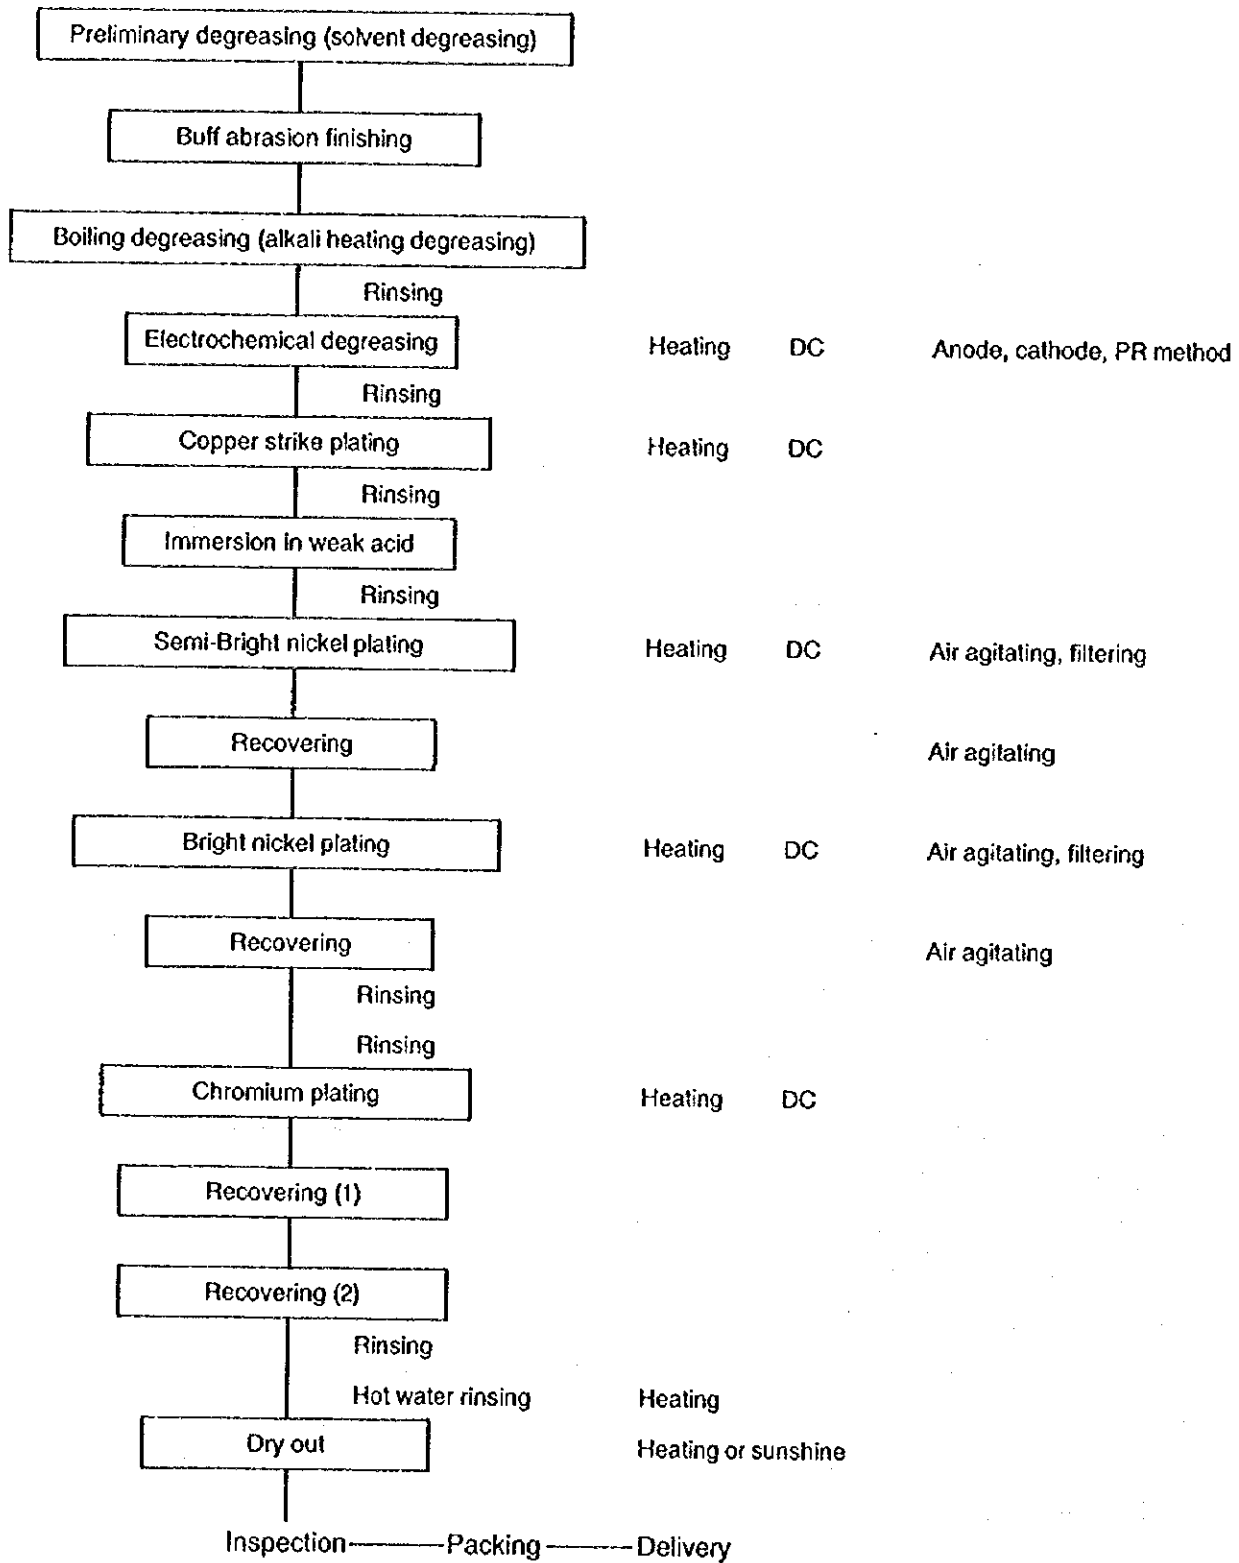 Preliminary degreasing (solvent degreasing)
Buff abrasion finishing
Boiling degreasing (alkali heating degreasing)
Rinsing
Electrochemical degreasing Heating DC Anode, cathode, PR method
Rinsing
Copper strike plating Heating DC
Rinsing
Immersion in weak acid
Rinsing
Semi-Bright nickel plating Heating DC Air agitating, filtering
Recovering Air agitating
Bright nickel plating Heating DC Air agitating, filtering
Recovering Air agitating
Rinsing
Rinsing
Chromium plating Heating DC
Recovering (1)
Recovering (2)
Rinsing
Hot water rinsing Heating
Dry out Heating or sunshine
Inspection Packing Delivery